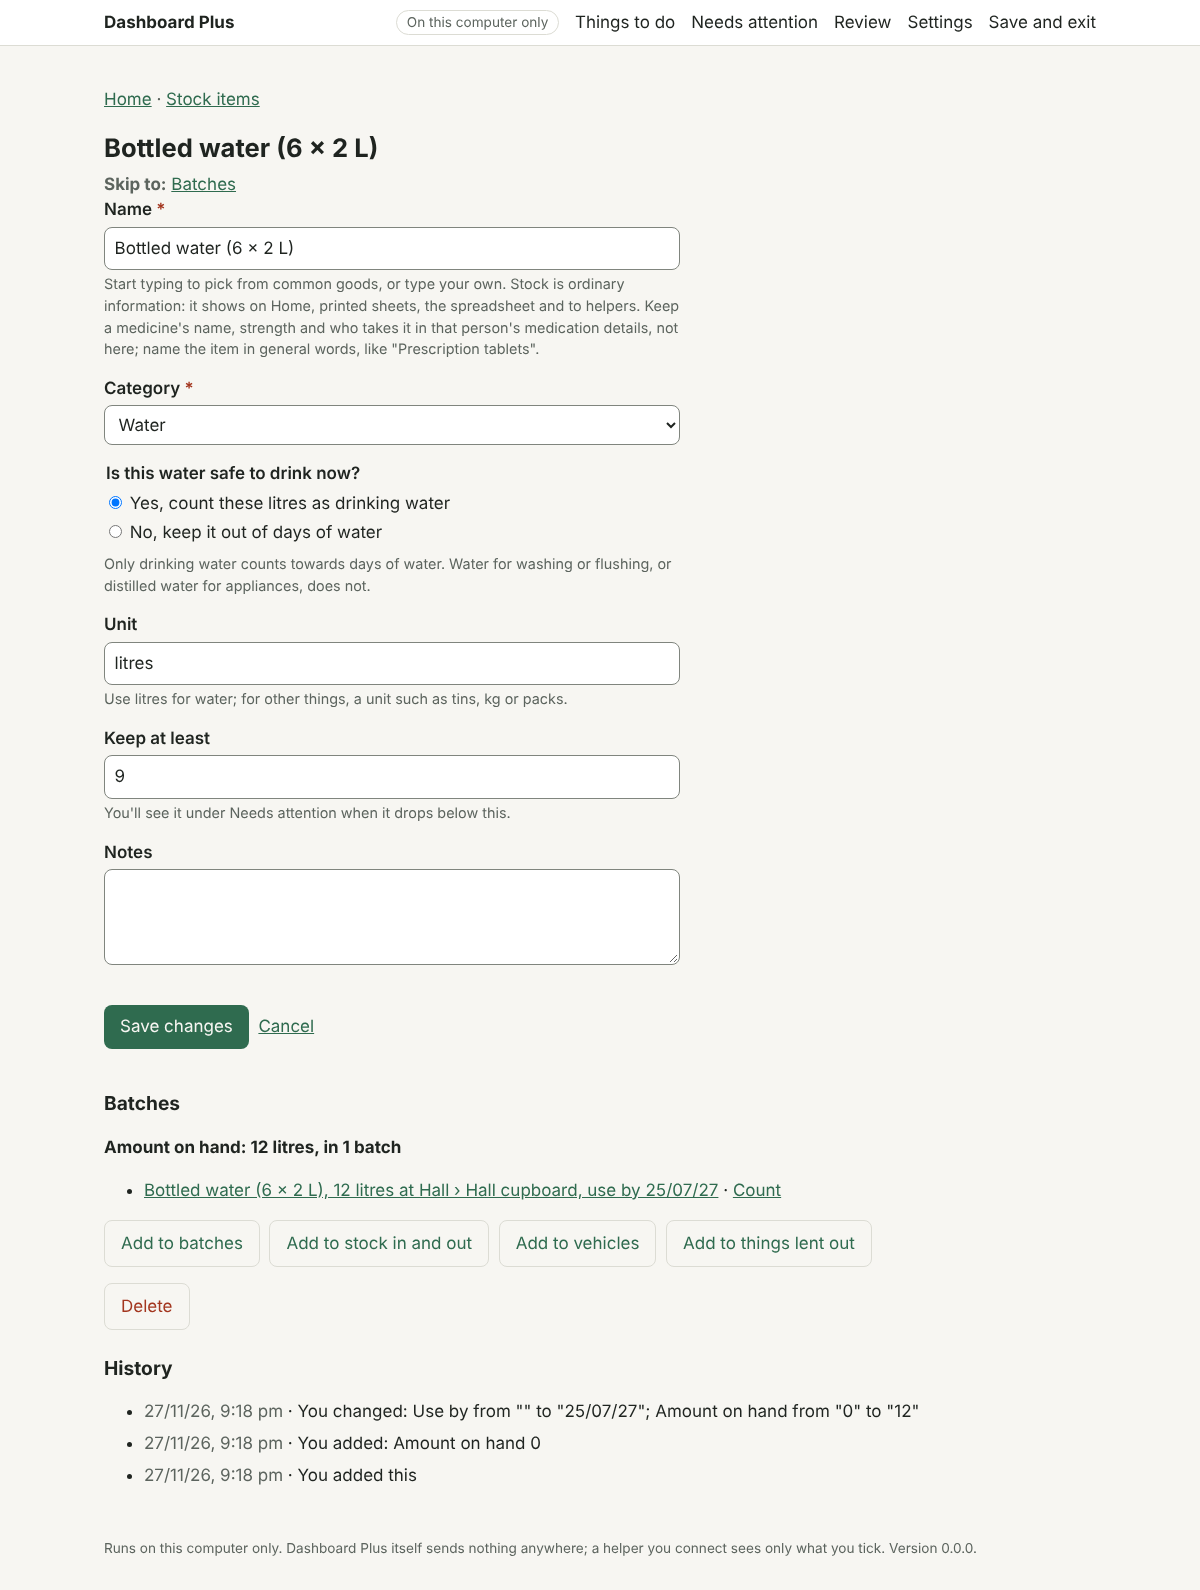 Dashboard Plus
On this computer only Things to do Needs attention Review Settings Save and exit
Home · Stock items
Bottled water (6 × 2 L)
Skip to: Batches
Name *
Bottled water (6 × 2 L)
Start typing to pick from common goods, or type your own. Stock is ordinary
information: it shows on Home, printed sheets, the spreadsheet and to helpers. Keep
a medicine's name, strength and who takes it in that person's medication details, not
here; name the item in general words, like "Prescription tablets".
Category *
Water
Is this water safe to drink now?
Yes, count these litres as drinking water
No, keep it out of days of water
Only drinking water counts towards days of water. Water for washing or flushing, or
distilled water for appliances, does not.
Unit
litres
Use litres for water; for other things, a unit such as tins, kg or packs.
Keep at least
9
You'll see it under Needs attention when it drops below this.
Notes
Save changes Cancel
Batches
Amount on hand: 12 litres, in 1 batch
• Bottled water (6 × 2 L), 12 litres at Hall › Hall cupboard, use by 25/07/27 · Count
Add to batches Add to stock in and out Add to vehicles Add to things lent out
Delete
History
• 27/11/26, 9:18 pm · You changed: Use by from "" to "25/07/27"; Amount on hand from "0" to "12"
• 27/11/26, 9:18 pm · You added: Amount on hand 0
• 27/11/26, 9:18 pm · You added this
Runs on this computer only. Dashboard Plus itself sends nothing anywhere; a helper you connect sees only what you tick. Version 0.0.0.